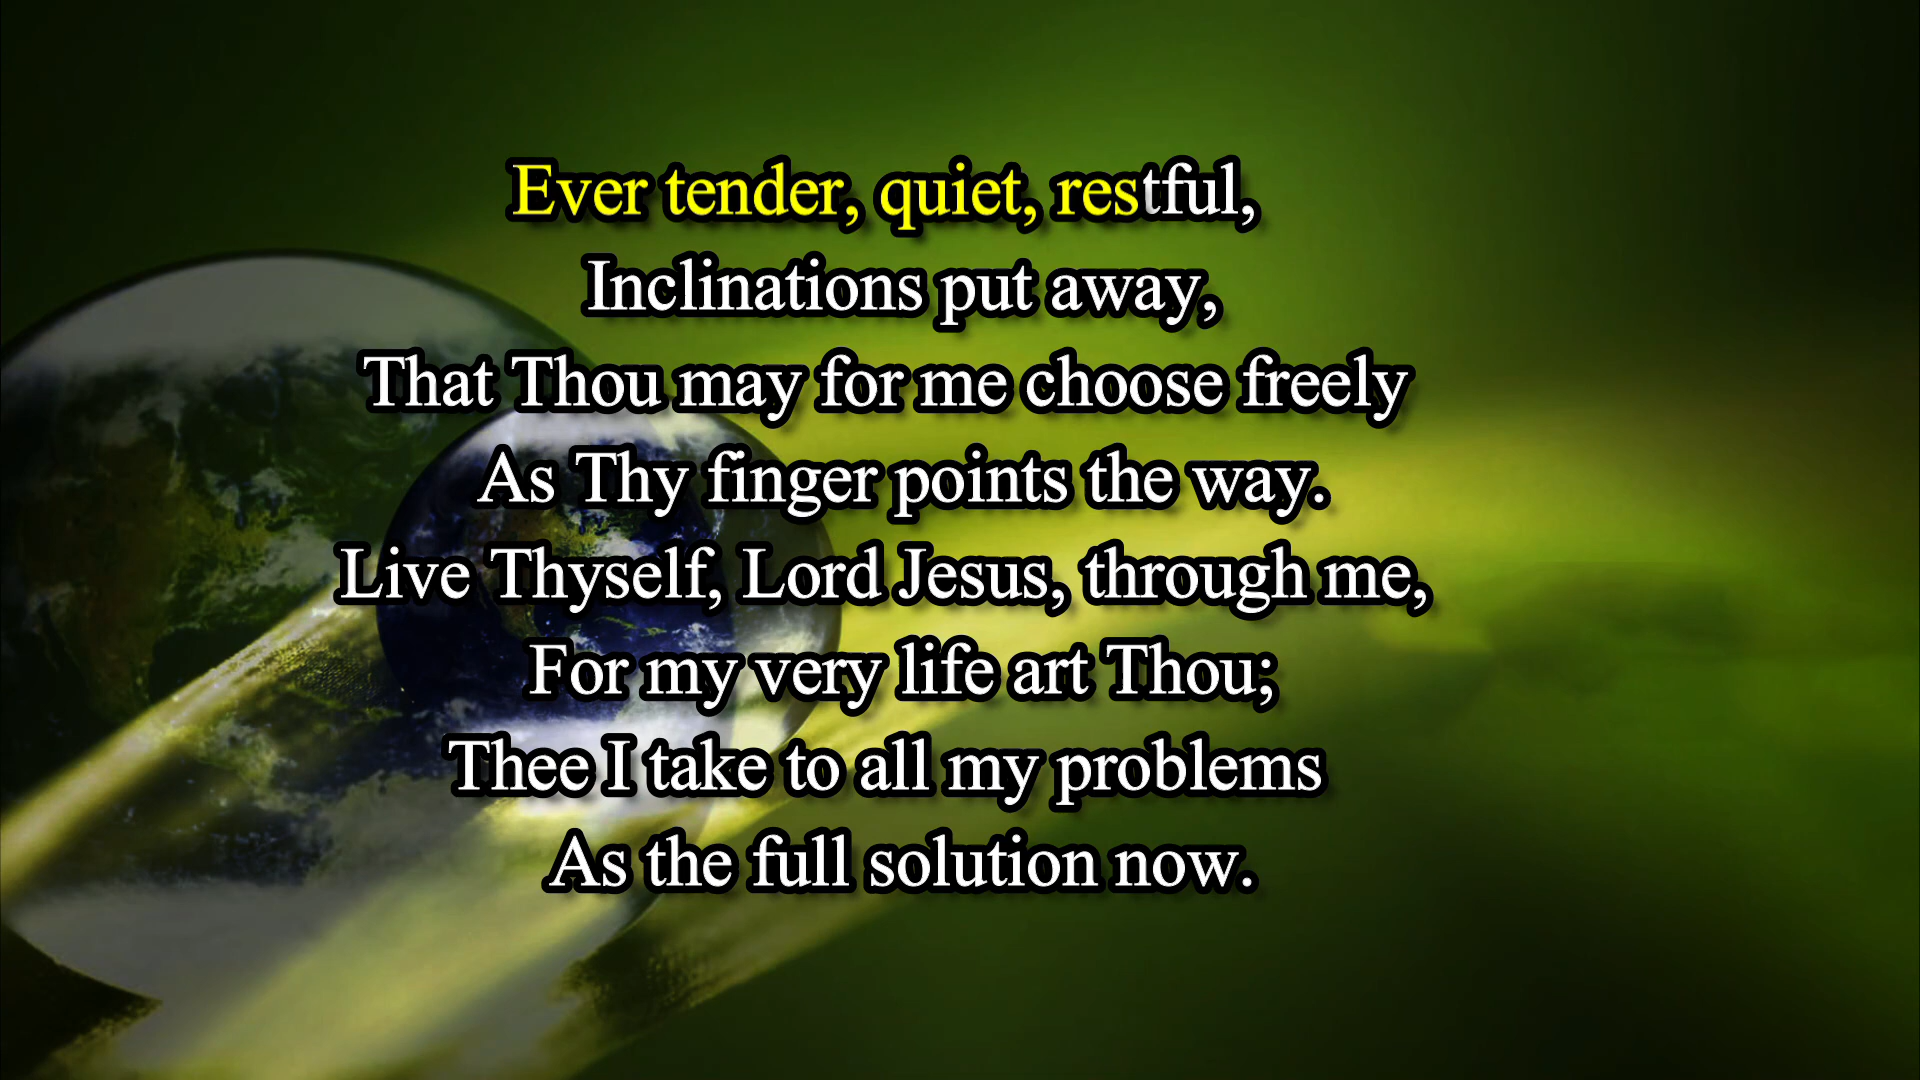 Ever tender, quiet, restful,
Inclinations put away,
That Thou may for me choose freely
As Thy finger points the way.
Live Thyself, Lord Jesus, through me,
For my very life art Thou;
Thee I take to all my problems
As the full solution now.